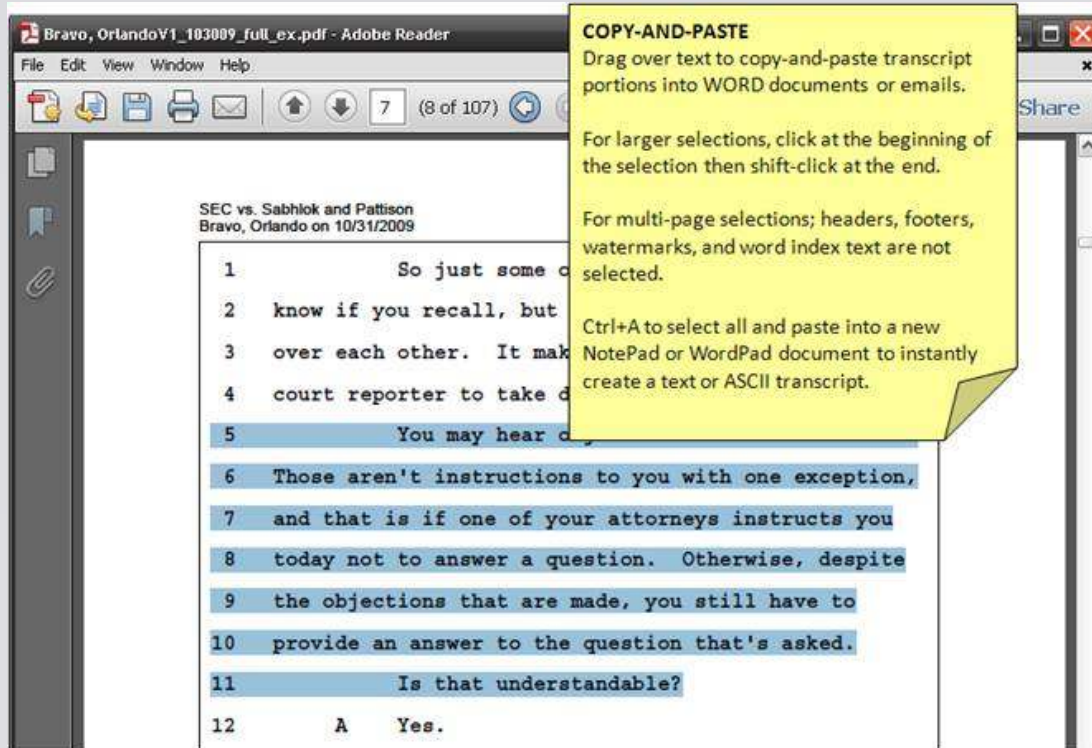 Bravo, OrlandoV1_103009_full_ex.pdf - Adobe Reader
File Edit View Window Help
7 (8 of 107)
Share
COPY-AND-PASTE
Drag over text to copy-and-paste transcript
portions into WORD documents or emails.
For larger selections, click at the beginning of
the selection then shift-click at the end.
For multi-page selections; headers, footers,
watermarks, and word index text are not
selected.
Ctrl+A to select all and paste into a new
NotePad or WordPad document to instantly
create a text or ASCII transcript.
SEC vs. Sabhlok and Pattison
Bravo, Orlando on 10/31/2009
1 So just some
2 know if you recall, but
3 over each other. It
4 court reporter to take
5 You may hear
6 Those aren't instructions to you with one exception,
7 and that is if one of your attorneys instructs you
8 today not to answer a question. Otherwise, despite
9 the objections that are made, you still have to
10 provide an answer to the question that's asked.
11 Is that understandable?
12 A Yes.